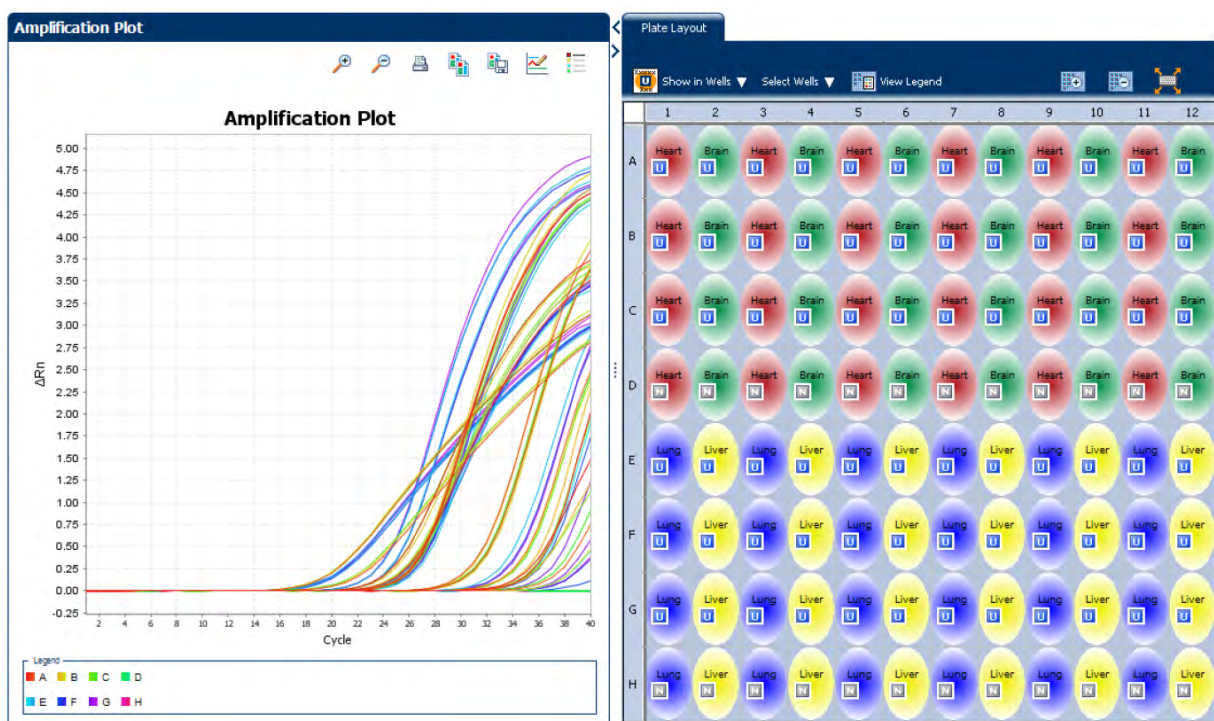 Amplification Plot
Amplification Plot
5.00
4.75
4.50
4.25
4.00
3.75
3.50
3.25
3.00
2.75
2.50
2.25
2.00
1.75
1.50
1.25
1.00
0.75
0.50
0.25
0.00
-0.25
ΔRn
2 4 6 8 10 12 14 16 18 20 22 24 26 28 30 32 34 36 38 40
Cycle
Legend
A B C D
E F G H
Plate Layout
U Show in Wells ▼ Select Wells ▼ View Legend
1 2 3 4 5 6 7 8 9 10 11 12
A Heart Brain Heart Brain Heart Brain Heart Brain Heart Brain Heart Brain
U U U U U U U U U U U U
B Heart Brain Heart Brain Heart Brain Heart Brain Heart Brain Heart Brain
U U U U U U U U U U U U
C Heart Brain Heart Brain Heart Brain Heart Brain Heart Brain Heart Brain
U U U U U U U U U U U U
D Heart Brain Heart Brain Heart Brain Heart Brain Heart Brain Heart Brain
N N N N N N N N N N N N
E Lung Liver Lung Liver Lung Liver Lung Liver Lung Liver Lung Liver
U U U U U U U U U U U U
F Lung Liver Lung Liver Lung Liver Lung Liver Lung Liver Lung Liver
U U U U U U U U U U U U
G Lung Liver Lung Liver Lung Liver Lung Liver Lung Liver Lung Liver
U U U U U U U U U U U U
H Lung Liver Lung Liver Lung Liver Lung Liver Lung Liver Lung Liver
N N N N N N N N N N N N